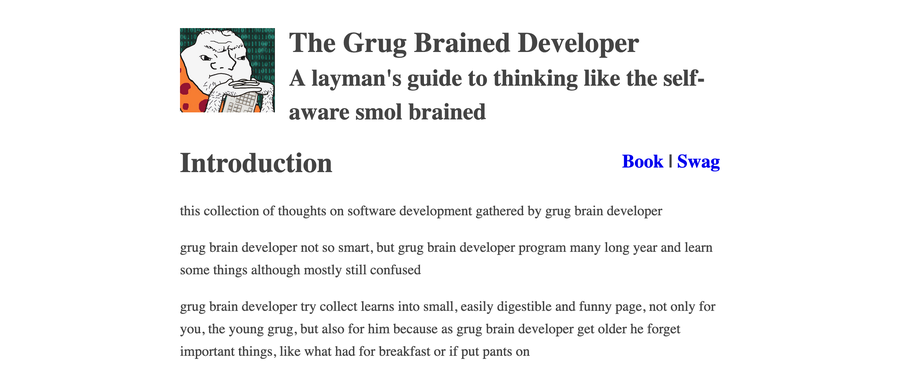 The Grug Brained Developer
A layman's guide to thinking like the self-
aware smol brained
Introduction
Book | Swag
this collection of thoughts on software development gathered by grug brain developer
grug brain developer not so smart, but grug brain developer program many long year and learn
some things although mostly still confused
grug brain developer try collect learns into small, easily digestible and funny page, not only for
you, the young grug, but also for him because as grug brain developer get older he forget
important things, like what had for breakfast or if put pants on